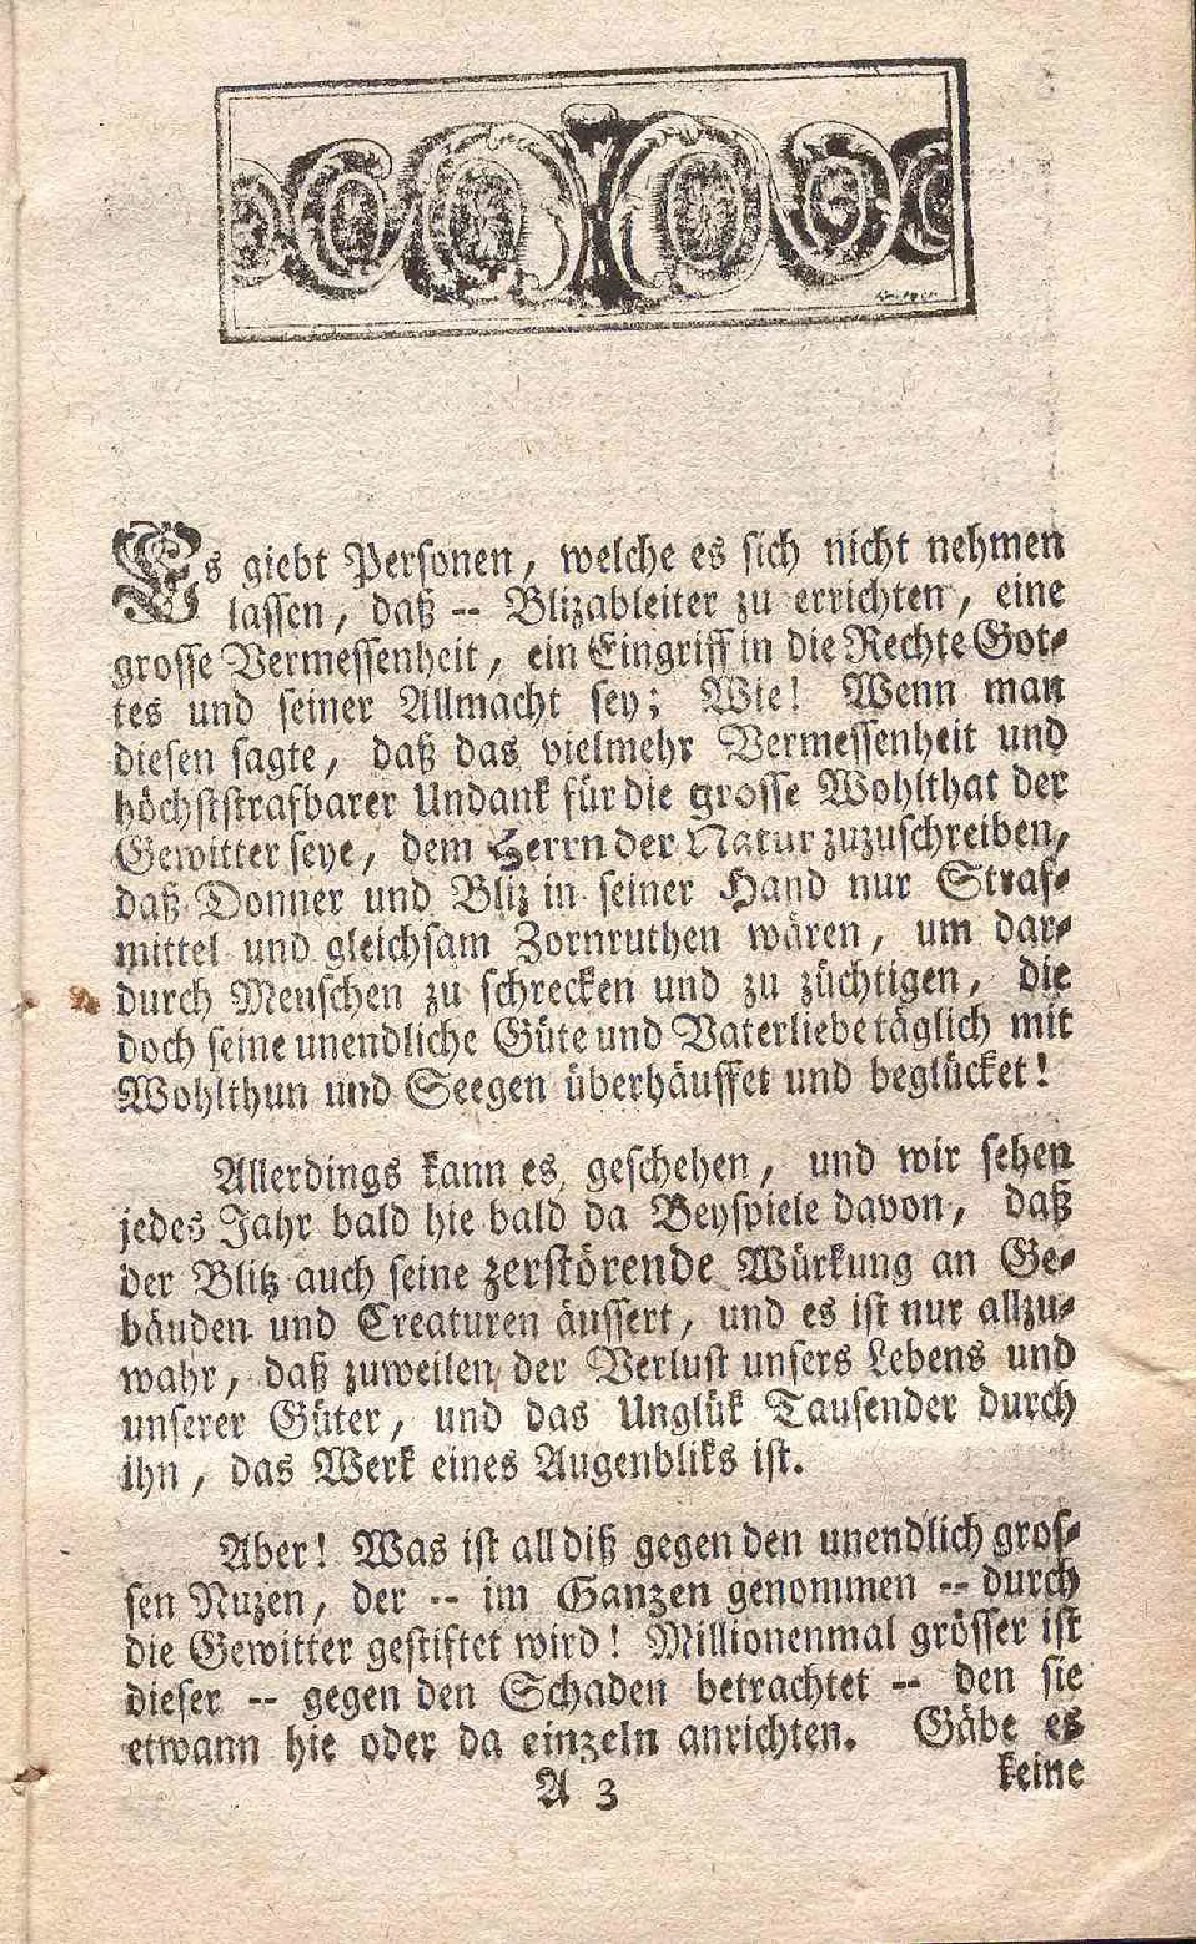 Es giebt Personen, welche es sich nicht nehmen
lassen, daß -- Blizableiter zu errichten, eine
grosse Vermessenheit, ein Eingriff in die Rechte Got-
tes und seiner Allmacht sey; Wie! Wenn man
diesen sagte, daß das vielmehr Vermessenheit und
höchststrafbarer Undank für die grosse Wohlthat der
Gewitter seye, dem Herrn der Natur zuzuschreiben,
daß Donner und Bliz in seiner Hand nur Straf-
mittel und gleichsam Zornruthen wären, um dar-
durch Menschen zu schrecken und zu züchtigen, die
doch seine unendliche Güte und Vaterliebe täglich mit
Wohlthun und Seegen überhäuffet und beglücket!
Allerdings kann es geschehen, und wir sehen
jedes Jahr bald hie bald da Beyspiele davon, daß
der Blitz auch seine zerstörende Würkung an Ge-
bäuden und Creaturen äussert, und es ist nur allzu-
wahr, daß zuweilen der Verlust unsers Lebens und
unserer Güter, und das Unglük Tausender durch
ihn, das Werk eines Augenbliks ist.
Aber! Was ist all diß gegen den unendlich gros-
sen Nuzen, der -- im Ganzen genommen -- durch
die Gewitter gestiftet wird! Millionenmal grösser ist
dieser -- gegen den Schaden betrachtet -- den sie
etwann hie oder da einzeln anrichten. Gäbe es
A 3 keine